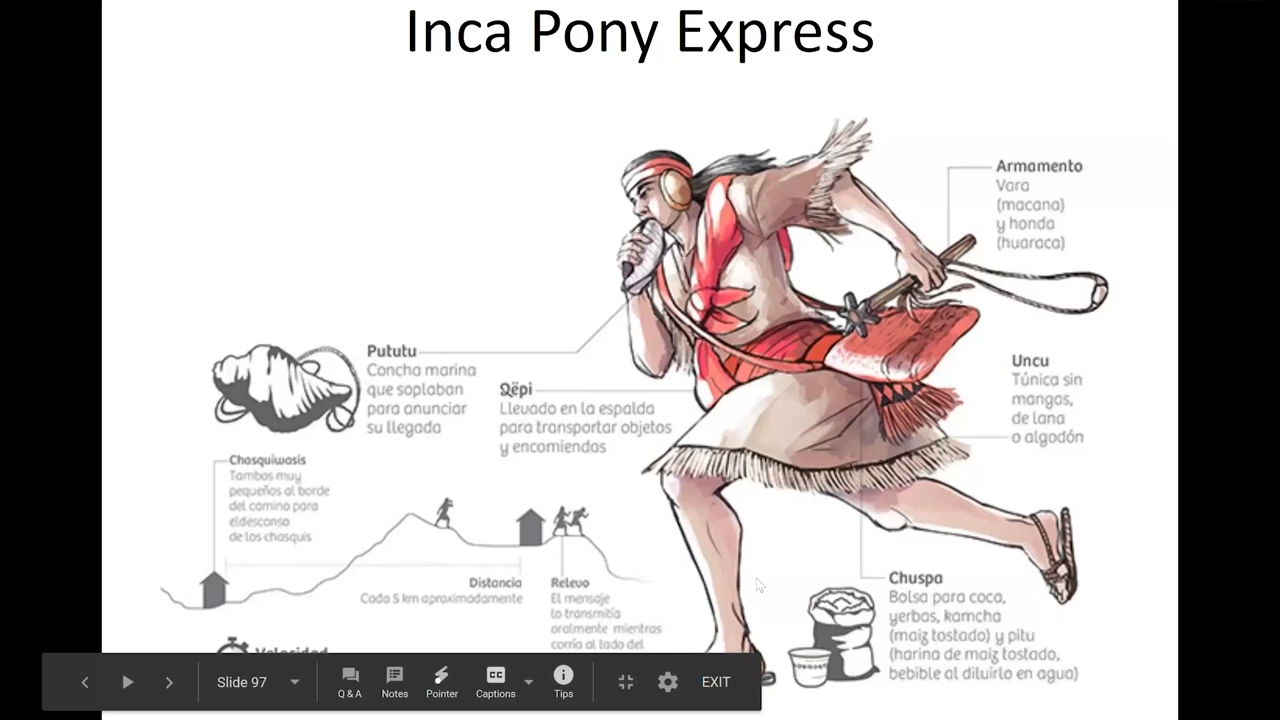 Inca Pony Express
Armamento
Vara
(macana)
y honda
(huaraca)
Pututu
Concha marina
que soplaban
para anunciar
su llegada
Qëpi
Llevado en la espalda
para transportar objetos
y encomiendas
Uncu
Túnica sin
mangas,
de lana
o algodón
Chasquiwasis
Tambos muy
pequeños al borde
del camino para
eldescanso
de los chasquis
Distancia
Cada 5 km aproximadamente
Relevo
El mensaje
lo transmitía
oralmente mientras
corría al lado del
Chuspa
Bolsa para coca,
yerbas, kamcha
(maiz tostado) y pitu
(harina de maiz tostado,
bebible al diluirlo en agua)
Velocidad
Slide 97
Q & A
Notes
Pointer
Captions
Tips
EXIT